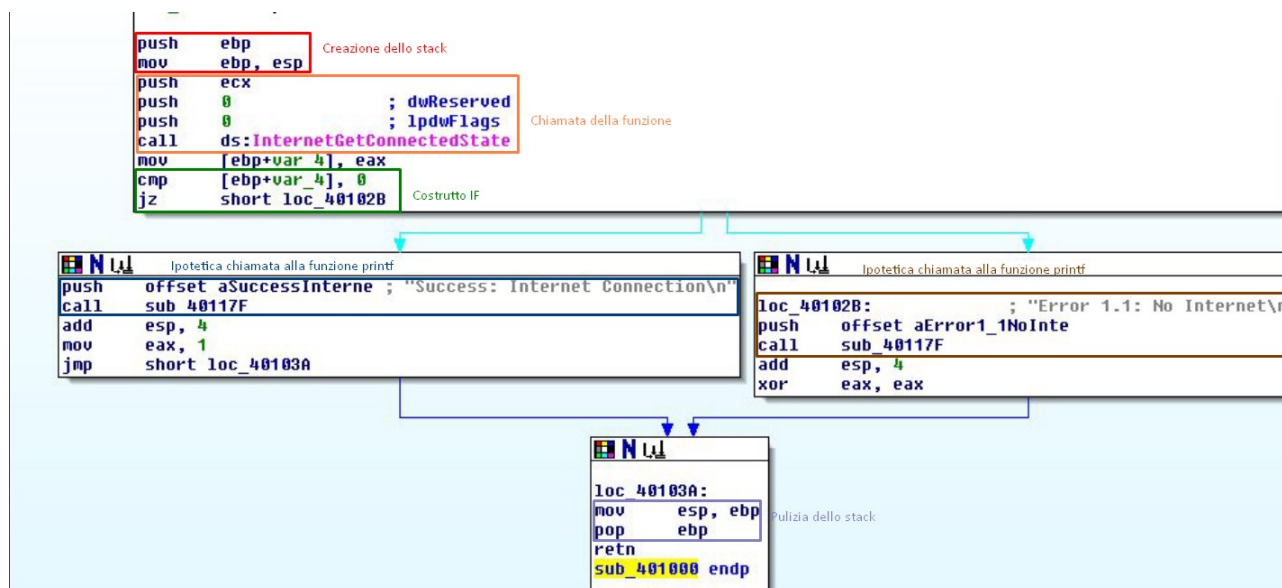 push ebp
mov ebp, esp
Creazione dello stack
push ecx
push 0 ; dwReserved
push 0 ; lpdwFlags
call ds:InternetGetConnectedState
Chiamata della funzione
mov [ebp+var_4], eax
cmp [ebp+var_4], 0
jz short loc_40102B
Costrutto IF
Ipotetica chiamata alla funzione printf
push offset aSuccessInterne ; "Success: Internet Connection\n"
call sub_40117F
add esp, 4
mov eax, 1
jmp short loc_40103A
Ipotetica chiamata alla funzione printf
loc_40102B: ; "Error 1.1: No Internet\n
push offset aError1_1NoInte
call sub_40117F
add esp, 4
xor eax, eax
loc_40103A:
mov esp, ebp
pop ebp
Pulizia dello stack
retn
sub_401000 endp